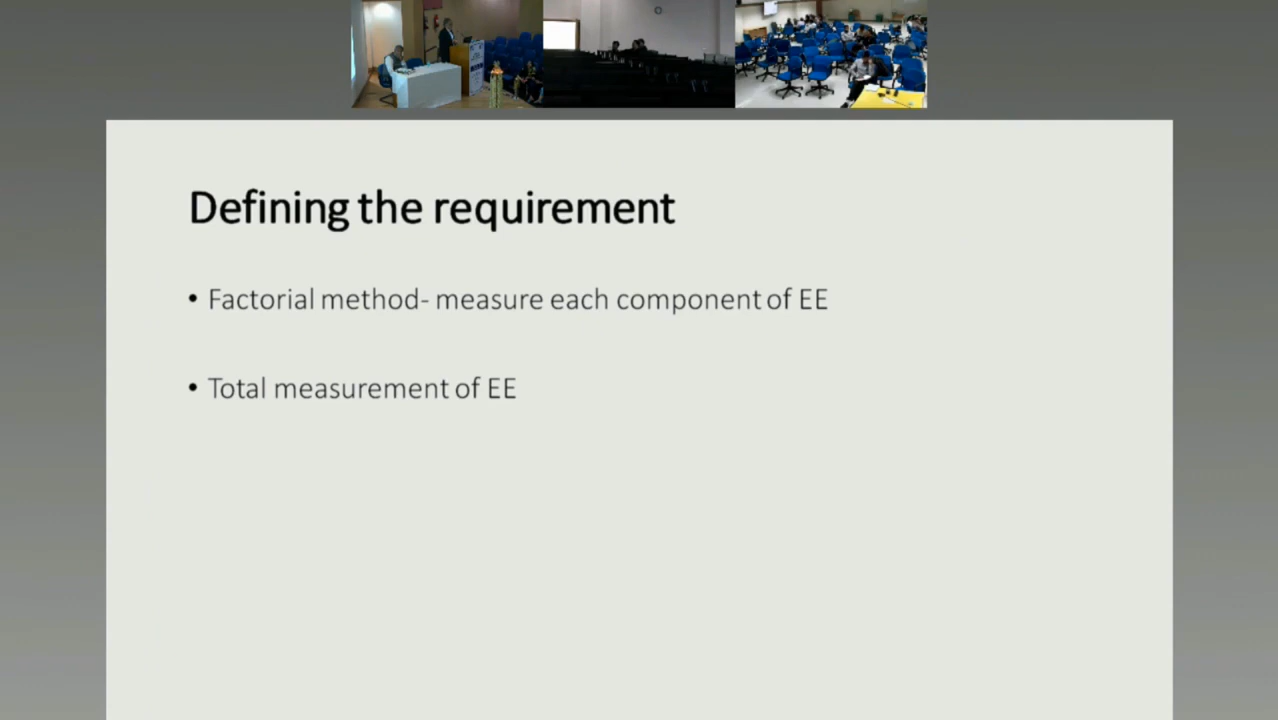 Defining the requirement
• Factorial method- measure each component of EE
• Total measurement of EE